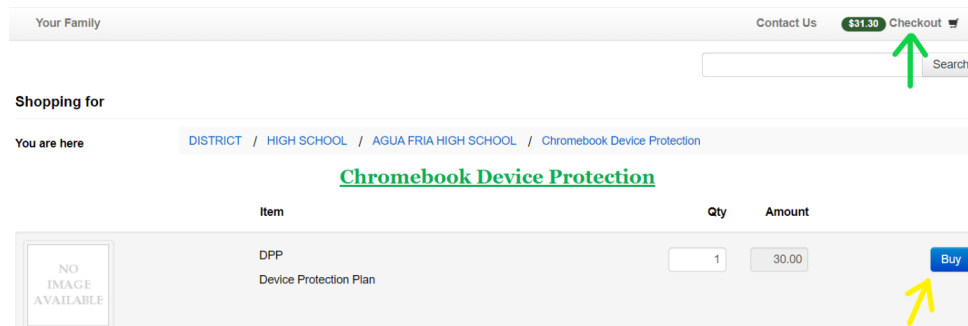 Your Family Contact Us $31.30 Checkout
Search
Shopping for
You are here DISTRICT / HIGH SCHOOL / AGUA FRIA HIGH SCHOOL / Chromebook Device Protection
Chromebook Device Protection
Item Qty Amount
DPP 1 30.00 Buy
Device Protection Plan
NO
IMAGE
AVAILABLE